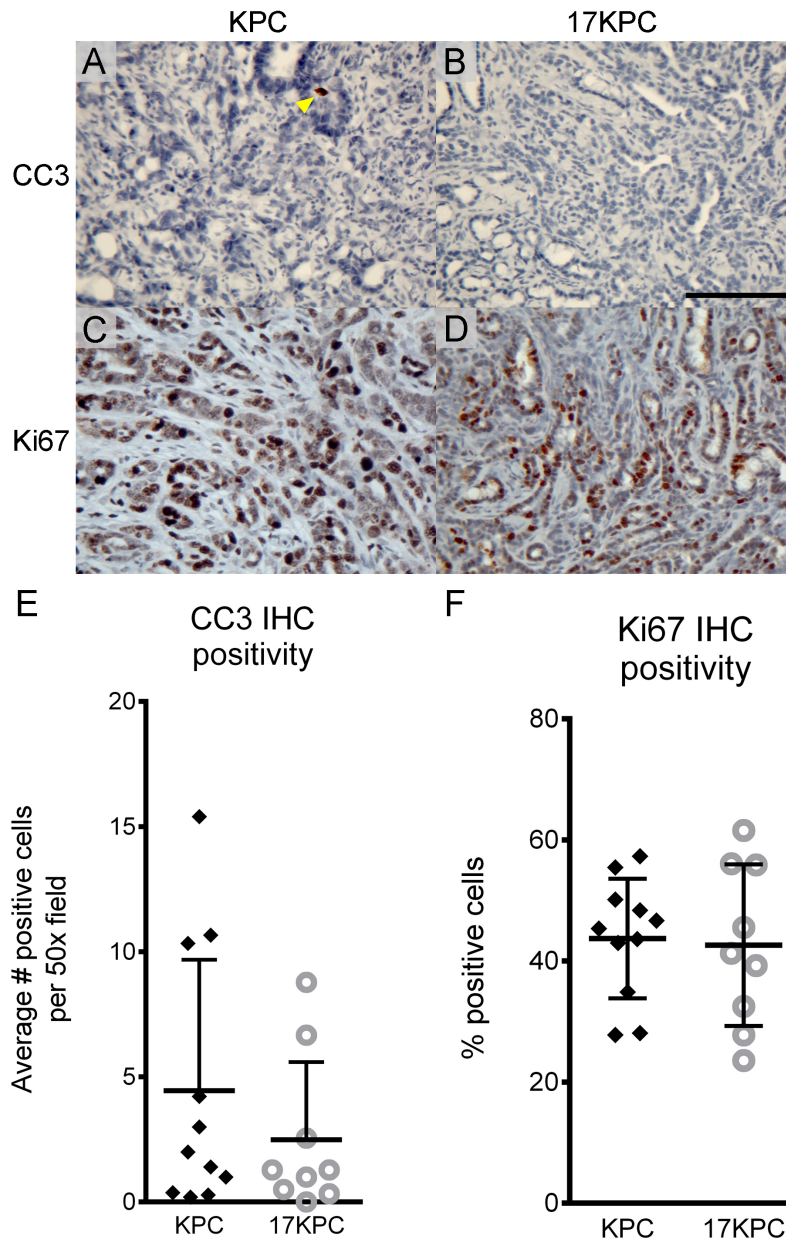 KPC 17KPC
A B
CC3
C D
Ki67
E
CC3 IHC
positivity
Average # positive cells
per 50x field
20
15
10
5
0
KPC 17KPC
F
Ki67 IHC
positivity
% positive cells
80
60
40
20
0
KPC 17KPC